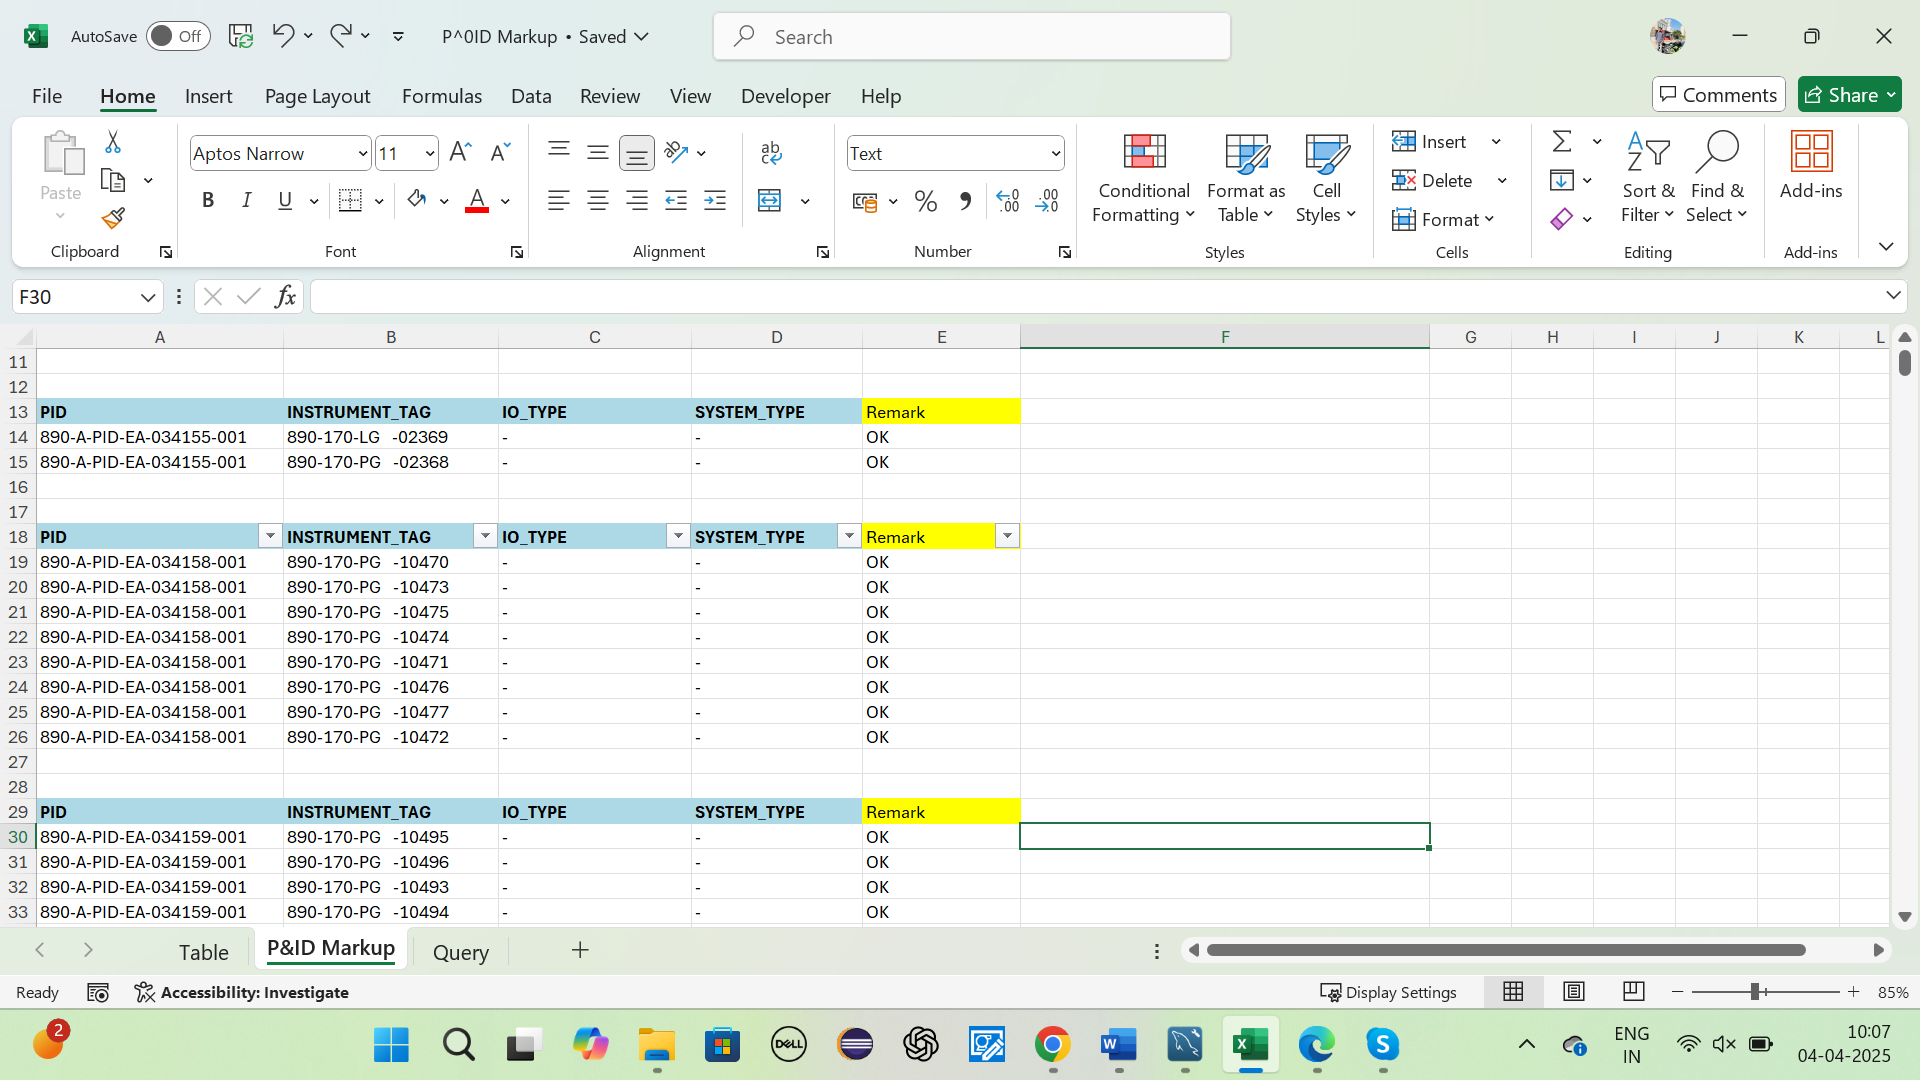 AutoSave Off P^0ID Markup • Saved Search
File Home Insert Page Layout Formulas Data Review View Developer Help Comments Share
Paste Aptos Narrow 11 Text Conditional Formatting Format as Table Cell Styles Insert Delete Format Sort & Filter Find & Select Add-ins
Clipboard Font Alignment Number Styles Cells Editing Add-ins
F30
A B C D E F G H I J K L
11
12
13 PID INSTRUMENT_TAG IO_TYPE SYSTEM_TYPE Remark
14 890-A-PID-EA-034155-001 890-170-LG -02369 - - OK
15 890-A-PID-EA-034155-001 890-170-PG -02368 - - OK
16
17
18 PID INSTRUMENT_TAG IO_TYPE SYSTEM_TYPE Remark
19 890-A-PID-EA-034158-001 890-170-PG -10470 - - OK
20 890-A-PID-EA-034158-001 890-170-PG -10473 - - OK
21 890-A-PID-EA-034158-001 890-170-PG -10475 - - OK
22 890-A-PID-EA-034158-001 890-170-PG -10474 - - OK
23 890-A-PID-EA-034158-001 890-170-PG -10471 - - OK
24 890-A-PID-EA-034158-001 890-170-PG -10476 - - OK
25 890-A-PID-EA-034158-001 890-170-PG -10477 - - OK
26 890-A-PID-EA-034158-001 890-170-PG -10472 - - OK
27
28
29 PID INSTRUMENT_TAG IO_TYPE SYSTEM_TYPE Remark
30 890-A-PID-EA-034159-001 890-170-PG -10495 - - OK
31 890-A-PID-EA-034159-001 890-170-PG -10496 - - OK
32 890-A-PID-EA-034159-001 890-170-PG -10493 - - OK
33 890-A-PID-EA-034159-001 890-170-PG -10494 - - OK
Table P&ID Markup Query
Ready Accessibility: Investigate Display Settings 85%
2 DELL ENG 10:07
IN 04-04-2025